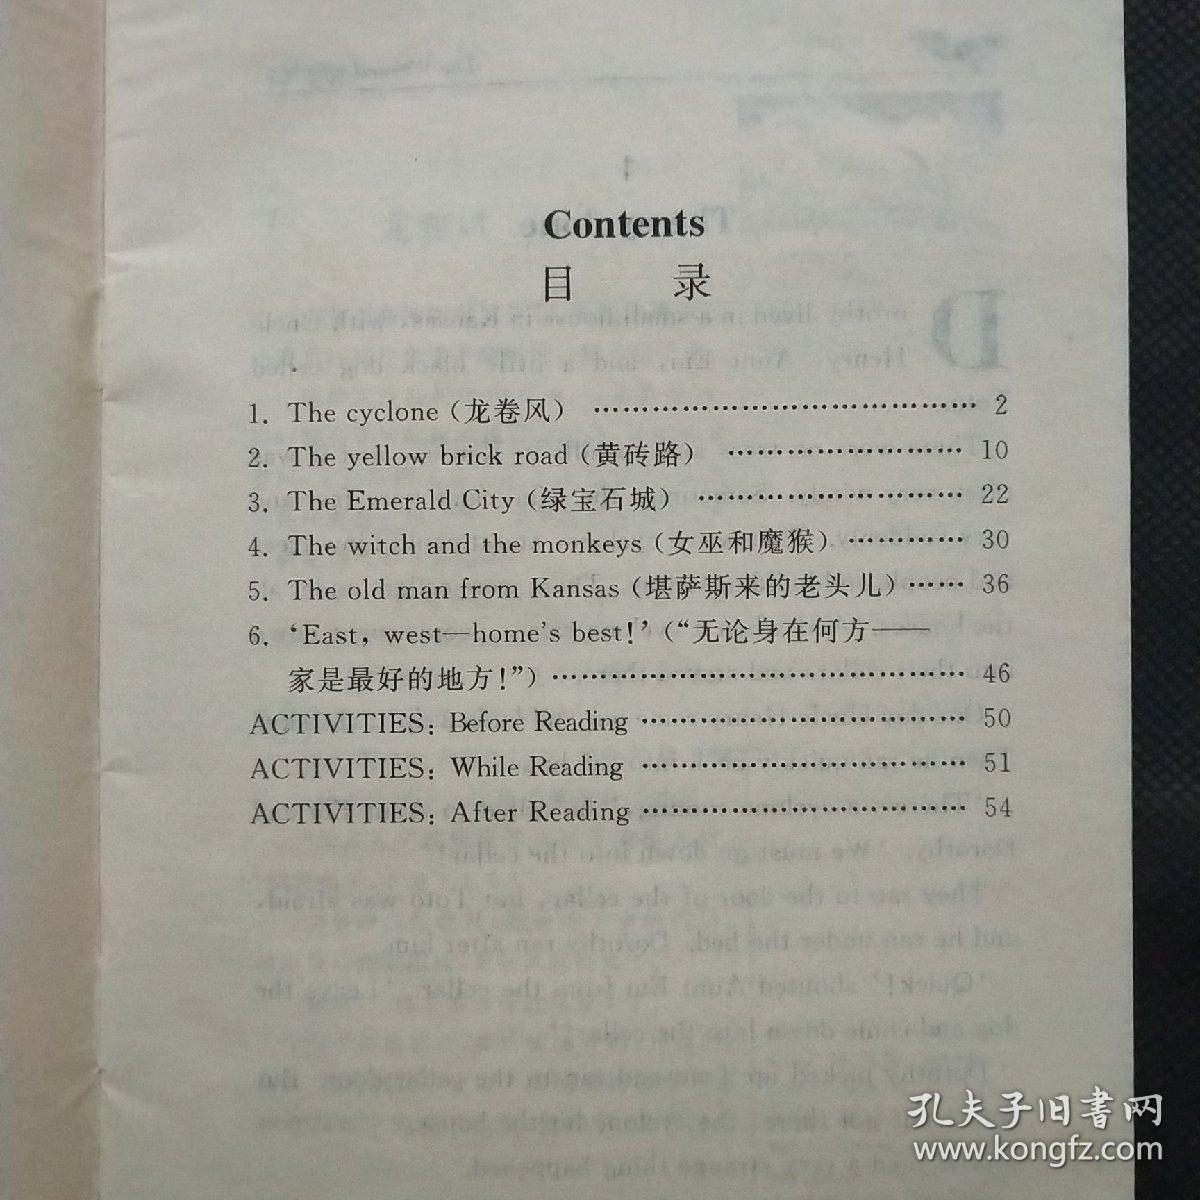 Contents
目 录
1. The cyclone (龙卷风) …………………………………… 2
2. The yellow brick road (黄砖路) …………………… 10
3. The Emerald City (绿宝石城) ……………………… 22
4. The witch and the monkeys (女巫和魔猴) ………… 30
5. The old man from Kansas (堪萨斯来的老头儿) …… 36
6. ‘East, west—home's best!’ (“无论身在何方——
家是最好的地方!”) …………………………………… 46
ACTIVITIES: Before Reading …………………………… 50
ACTIVITIES: While Reading …………………………… 51
ACTIVITIES: After Reading …………………………… 54
孔夫子旧书网
www.kongfz.com